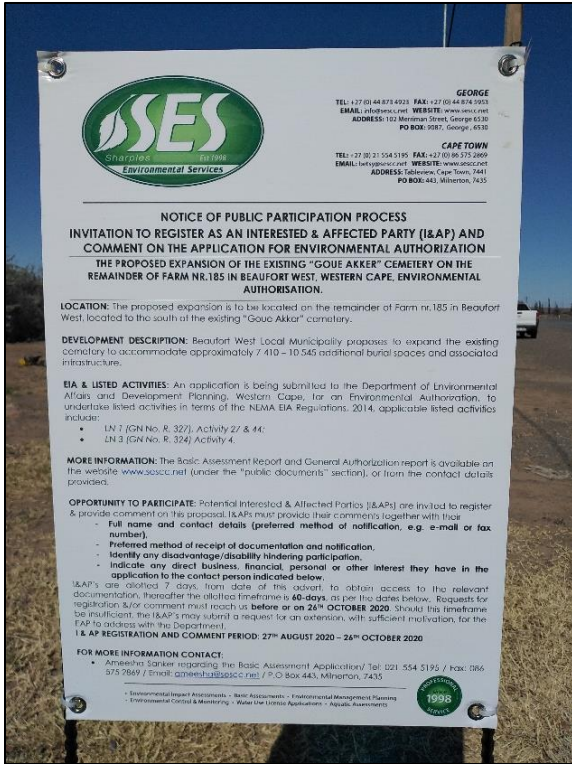 SES
Sharples
Est 1998
Environmental Services
GEORGE
TEL: +27 (0) 44 873 4923 FAX: +27 (0) 44 874 5953
EMAIL: info@sescc.net WEBSITE: www.sescc.net
ADDRESS: 102 Merriman Street, George 6530
PO BOX: 9087, George, 6530
CAPE TOWN
TEL: +27 (0) 21 554 5195 FAX: +27 (0) 86 575 2869
EMAIL: betsy@sescc.net WEBSITE: www.sescc.net
ADDRESS: Tableview, Cape Town, 7441
PO BOX: 443, Milnerton, 7435
NOTICE OF PUBLIC PARTICIPATION PROCESS
INVITATION TO REGISTER AS AN INTERESTED & AFFECTED PARTY (I&AP) AND
COMMENT ON THE APPLICATION FOR ENVIRONMENTAL AUTHORIZATION
THE PROPOSED EXPANSION OF THE EXISTING "GOUE AKKER" CEMETERY ON THE
REMAINDER OF FARM NR.185 IN BEAUFORT WEST, WESTERN CAPE, ENVIRONMENTAL
AUTHORISATION.
LOCATION: The proposed expansion is to be located on the remainder of Farm nr.185 in Beaufort
West, located to the south of the existing "Goue Akker" cemetery.
DEVELOPMENT DESCRIPTION: Beaufort West Local Municipality proposes to expand the existing
cemetery to accommodate approximately 7 410 – 10 545 additional burial spaces and associated
infrastructure.
EIA & LISTED ACTIVITIES: An application is being submitted to the Department of Environmental
Affairs and Development Planning, Western Cape, for an Environmental Authorization, to
undertake listed activities in terms of the NEMA EIA Regulations, 2014, applicable listed activities
include:
• LN 1 (GN No. R. 327), Activity 27 & 44;
• LN 3 (GN No. R. 324) Activity 4.
MORE INFORMATION: The Basic Assessment Report and General Authorization report is available on
the website www.sescc.net (under the "public documents" section), or from the contact details
provided.
OPPORTUNITY TO PARTICIPATE: Potential Interested & Affected Parties (I&APs) are invited to register
& provide comment on this proposal. I&APs must provide their comments together with their
- Full name and contact details (preferred method of notification, e.g. e-mail or fax
number),
- Preferred method of receipt of documentation and notification,
- Identify any disadvantage/disability hindering participation.
- Indicate any direct business, financial, personal or other interest they have in the
application to the contact person indicated below.
I&AP's are allotted 7 days, from date of this advert, to obtain access to the relevant
documentation, thereafter the allotted timeframe is 60-days, as per the dates below. Requests for
registration &/or comment must reach us before or on 26TH OCTOBER 2020. Should this timeframe
be insufficient, the I&AP's may submit a request for an extension, with sufficient motivation, for the
EAP to address with the Department.
I & AP REGISTRATION AND COMMENT PERIOD: 27TH AUGUST 2020 – 26TH OCTOBER 2020
FOR MORE INFORMATION CONTACT:
• Ameesha Sanker regarding the Basic Assessment Application/ Tel: 021 554 5195 / Fax: 086
575 2869 / Email: ameesha@sescc.net / P.O Box 443, Milnerton, 7435
• Environmental Impact Assessments • Basic Assessments • Environmental Management Planning
• Environmental Control & Monitoring • Water Use License Applications • Aquatic Assessments
PROFESSIONAL
1998
SERVICE